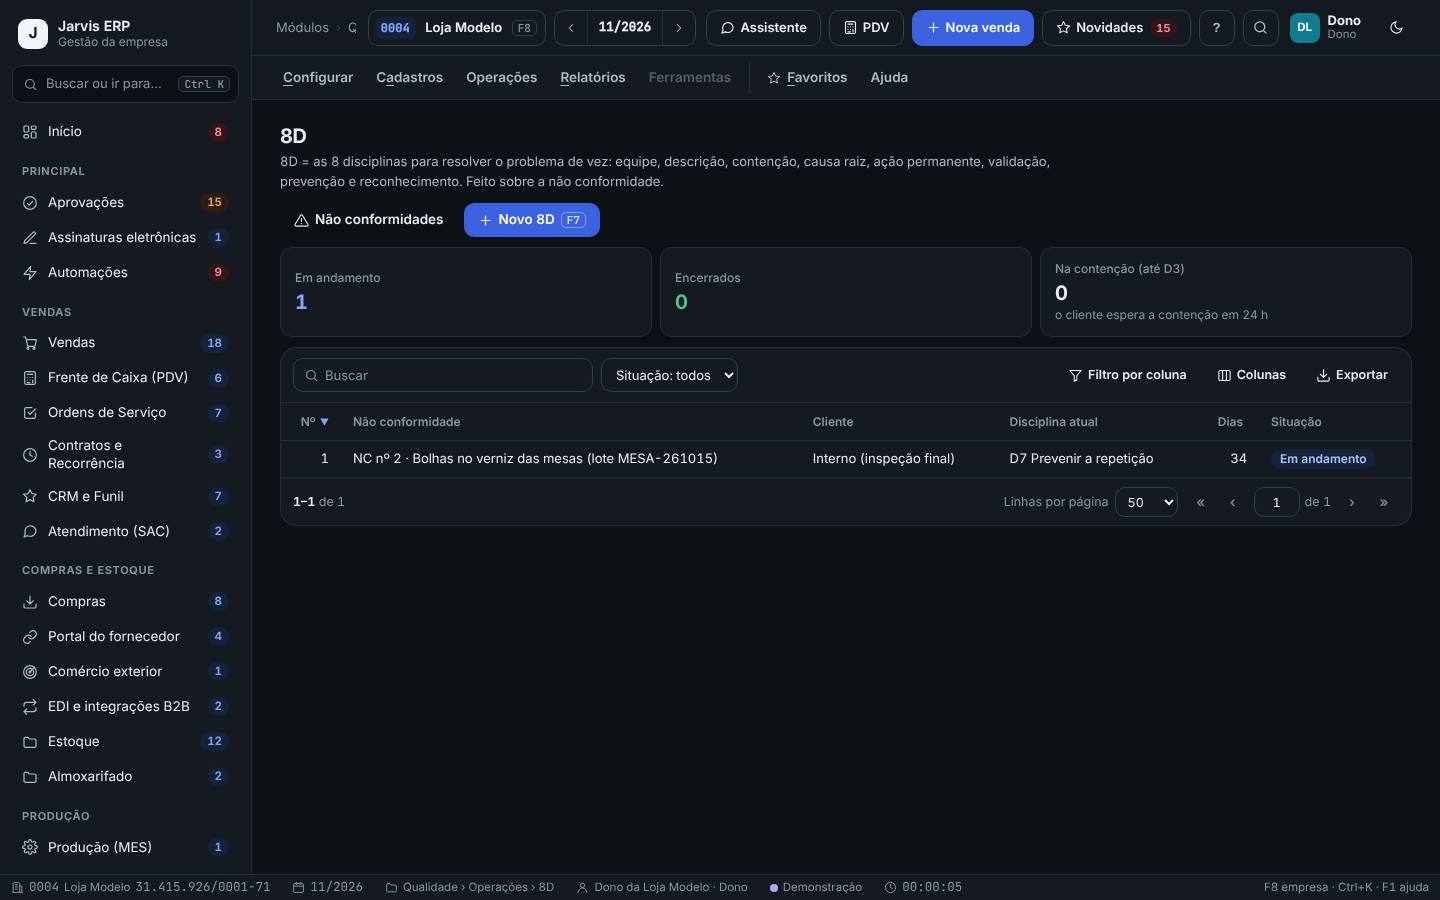 J
Jarvis ERP
Gestão da empresa
Buscar ou ir para... Ctrl K
Início 8
PRINCIPAL
Aprovações 15
Assinaturas eletrônicas 1
Automações 9
VENDAS
Vendas 18
Frente de Caixa (PDV) 6
Ordens de Serviço 7
Contratos e
Recorrência 3
CRM e Funil 7
Atendimento (SAC) 2
COMPRAS E ESTOQUE
Compras 8
Portal do fornecedor 4
Comércio exterior 1
EDI e integrações B2B 2
Estoque 12
Almoxarifado 2
PRODUÇÃO
Produção (MES) 1
Módulos › 0004 Loja Modelo F8 ‹ 11/2026 › Assistente PDV + Nova venda Novidades 15 ? DL Dono
Dono
Configurar Cadastros Operações Relatórios Ferramentas Favoritos Ajuda
8D
8D = as 8 disciplinas para resolver o problema de vez: equipe, descrição, contenção, causa raiz, ação permanente, validação,
prevenção e reconhecimento. Feito sobre a não conformidade.
Não conformidades + Novo 8D F7
Em andamento
1
Encerrados
0
Na contenção (até D3)
0
o cliente espera a contenção em 24 h
Buscar Situação: todos Filtro por coluna Colunas Exportar
Nº ▼ Não conformidade Cliente Disciplina atual Dias Situação
1 NC nº 2 · Bolhas no verniz das mesas (lote MESA-261015) Interno (inspeção final) D7 Prevenir a repetição 34 Em andamento
1–1 de 1 Linhas por página 50 « ‹ 1 de 1 › »
0004 Loja Modelo 31.415.926/0001-71 11/2026 Qualidade › Operações › 8D Dono da Loja Modelo · Dono Demonstração 00:00:05 F8 empresa · Ctrl+K · F1 ajuda